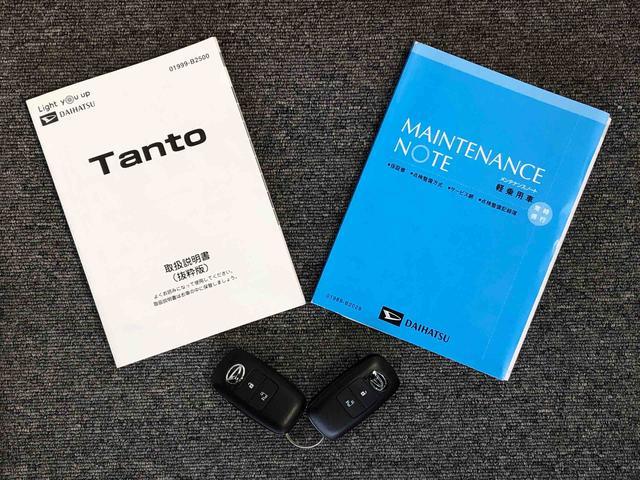 01999-B2500
Light you up
DAIHATSU
Tanto
取扱説明書
(抜粋版)
よくお読みになって使用してください。
取扱説明書はお車の中に保管しましょう。
MAINTENANCE
NOTE
メンテナンスノート
軽乗用車
•保証書 •点検整備方式 •サービス網 •点検整備記録簿
DAIHATSU